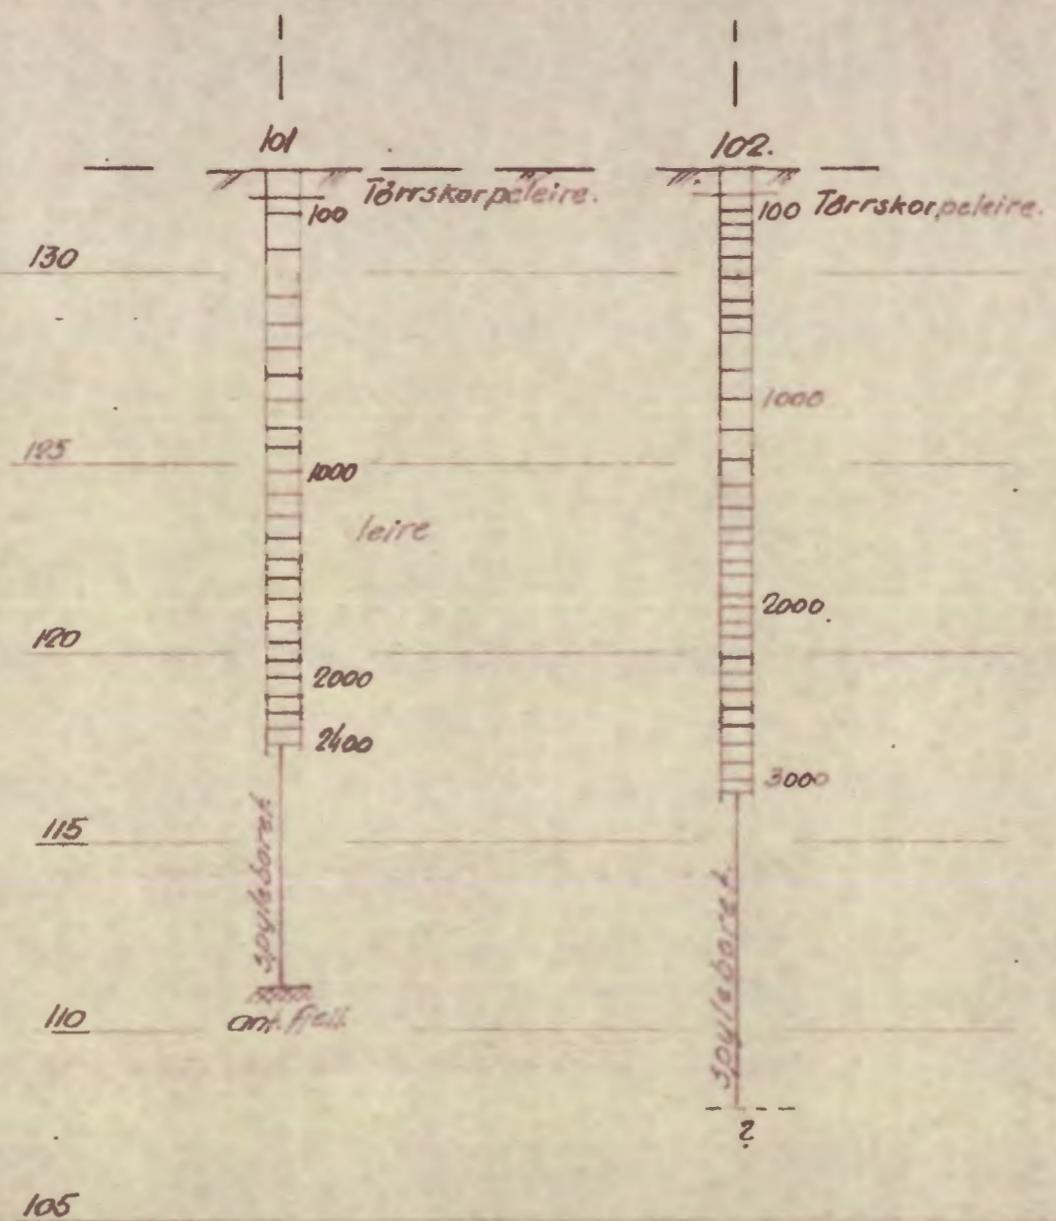 101
102.
Tørrskorpeleire.
100
100 Tørrskorpeleire.
130
1000
125
1000
leire
2000
120
2000
2400
3000
115
spyleboret.
spyleboret.
110
ant. fjell.
?
105